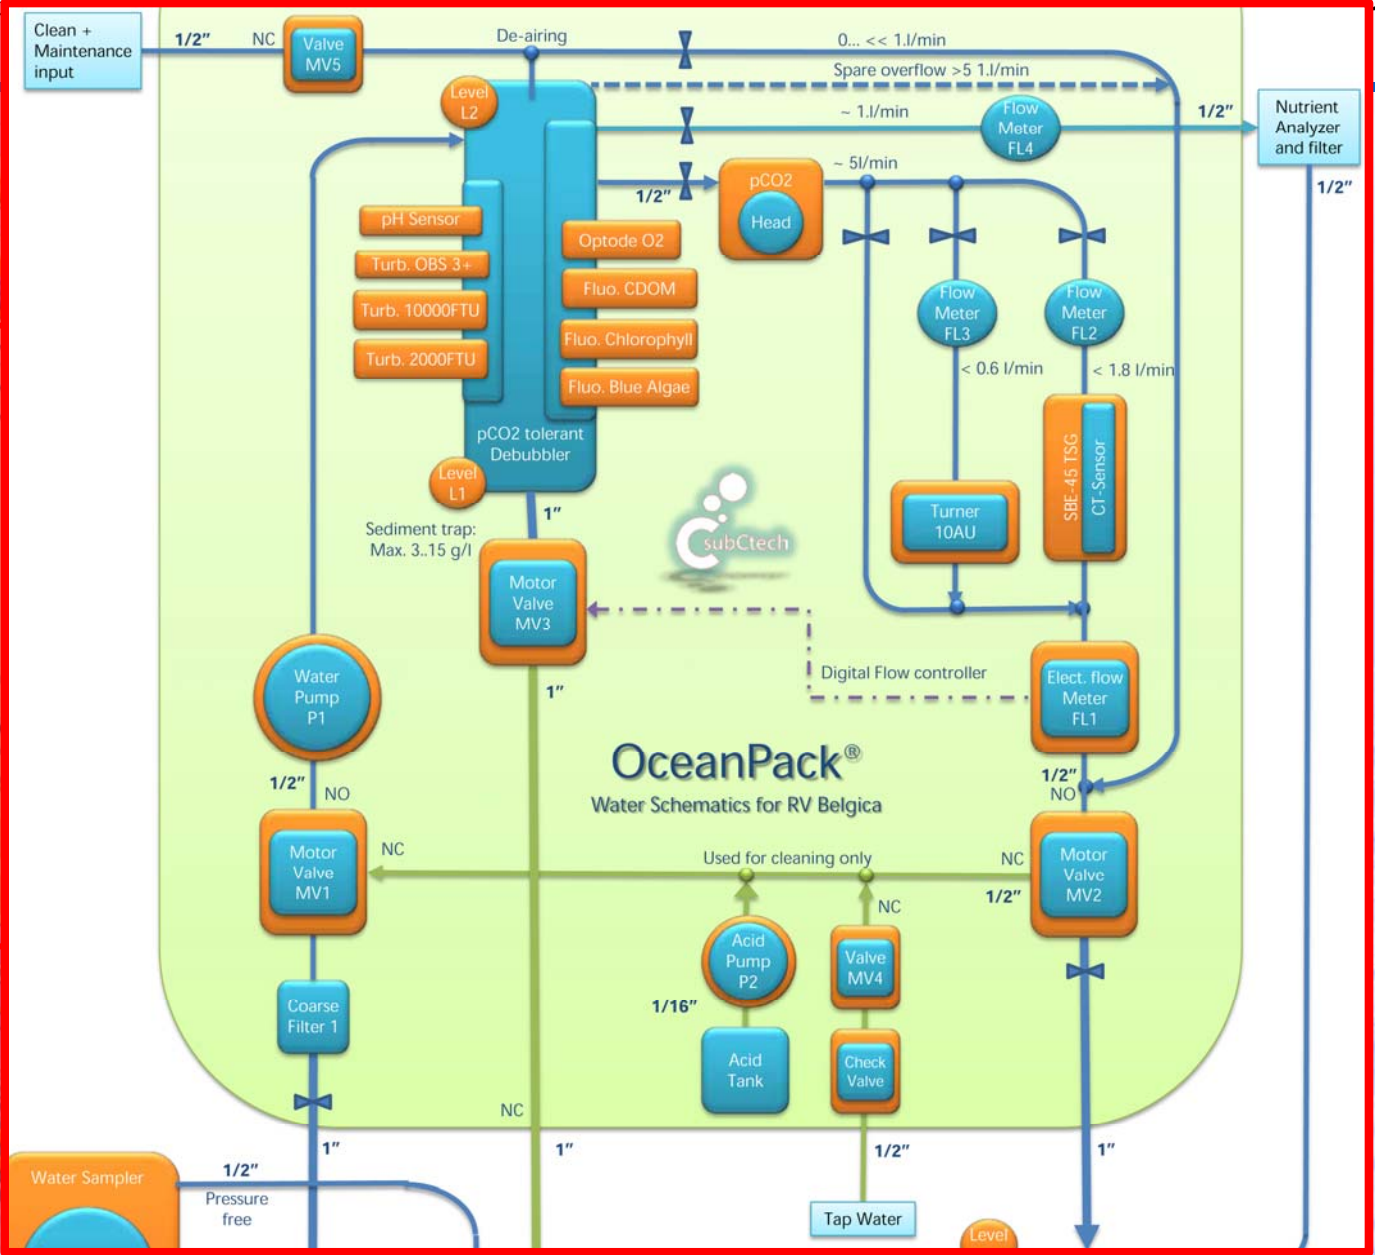 Clean +
Maintenance
input
1/2”
NC
Valve
MV5
De-airing
0... << 1.l/min
Spare overflow >5 1.l/min
Level
L2
~ 1.l/min
Flow
Meter
FL4
1/2”
Nutrient
Analyzer
and filter
1/2”
1/2”
pCO2
Head
~ 5l/min
pH Sensor
Turb. OBS 3+
Turb. 10000FTU
Turb. 2000FTU
Optode O2
Fluo. CDOM
Fluo. Chlorophyll
Fluo. Blue Algae
Flow
Meter
FL3
Flow
Meter
FL2
< 0.6 l/min
< 1.8 l/min
pCO2 tolerant
Debubbler
Level
L1
1”
Sediment trap:
Max. 3..15 g/l
subCtech
Turner
10AU
SBE-45 TSG
CT-Sensor
Motor
Valve
MV3
1”
Digital Flow controller
Water
Pump
P1
Elect. flow
Meter
FL1
OceanPack®
Water Schematics for RV Belgica
1/2”
NO
1/2”
NO
Motor
Valve
MV1
NC
Used for cleaning only
NC
1/2”
Motor
Valve
MV2
NC
Acid
Pump
P2
Valve
MV4
1/16”
Coarse
Filter 1
Acid
Tank
Check
Valve
NC
1”
1”
1/2”
1”
Water Sampler
1/2”
Pressure
free
Tap Water
Level